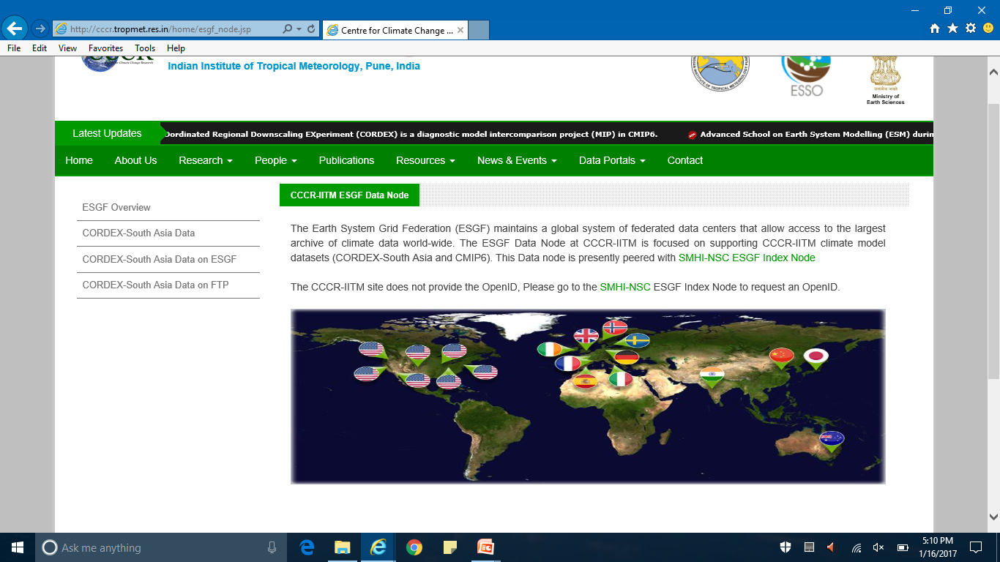 http://cccr.tropmet.res.in/home/esgf_node.jsp
Centre for Climate Change ...
File Edit View Favorites Tools Help
Climate Change Research
Indian Institute of Tropical Meteorology, Pune, India
ESSO
Ministry of
Earth Sciences
Latest Updates
Oordinated Regional Downscaling EXperiment (CORDEX) is a diagnostic model intercomparison project (MIP) in CMIP6. Advanced School on Earth System Modelling (ESM) durin
Home About Us Research People Publications Resources News & Events Data Portals Contact
CCCR-IITM ESGF Data Node
ESGF Overview
CORDEX-South Asia Data
CORDEX-South Asia Data on ESGF
CORDEX-South Asia Data on FTP
The Earth System Grid Federation (ESGF) maintains a global system of federated data centers that allow access to the largest
archive of climate data world-wide. The ESGF Data Node at CCCR-IITM is focused on supporting CCCR-IITM climate model
datasets (CORDEX-South Asia and CMIP6). This Data node is presently peered with SMHI-NSC ESGF Index Node
The CCCR-IITM site does not provide the OpenID, Please go to the SMHI-NSC ESGF Index Node to request an OpenID.
Ask me anything
5:10 PM
1/16/2017